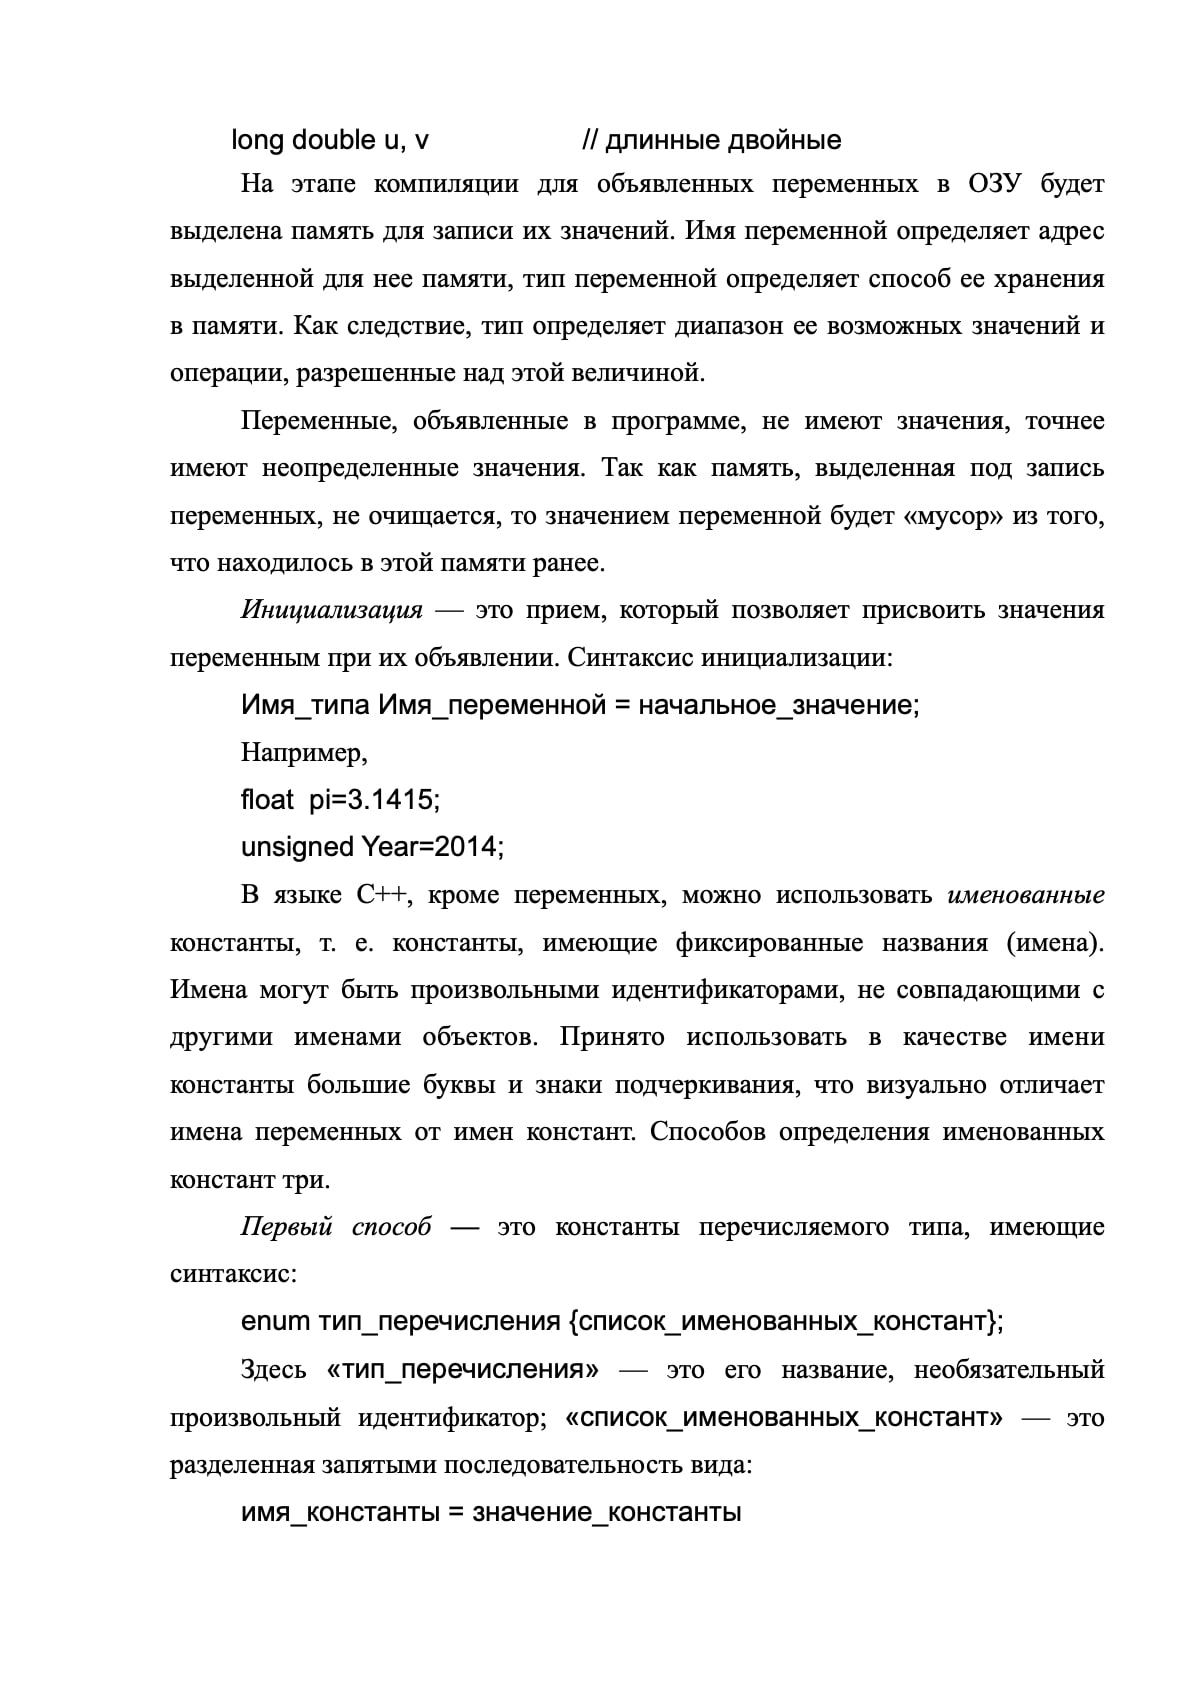 long double u, v // длинные двойные
На этапе компиляции для объявленных переменных в ОЗУ будет
выделена память для записи их значений. Имя переменной определяет адрес
выделенной для нее памяти, тип переменной определяет способ ее хранения
в памяти. Как следствие, тип определяет диапазон ее возможных значений и
операции, разрешенные над этой величиной.
Переменные, объявленные в программе, не имеют значения, точнее
имеют неопределенные значения. Так как память, выделенная под запись
переменных, не очищается, то значением переменной будет «мусор» из того,
что находилось в этой памяти ранее.
Инициализация — это прием, который позволяет присвоить значения
переменным при их объявлении. Синтаксис инициализации:
Имя_типа Имя_переменной = начальное_значение;
Например,
float  pi=3.1415;
unsigned Year=2014;
В языке C++, кроме переменных, можно использовать именованные
константы, т. е. константы, имеющие фиксированные названия (имена).
Имена могут быть произвольными идентификаторами, не совпадающими с
другими именами объектов. Принято использовать в качестве имени
константы большие буквы и знаки подчеркивания, что визуально отличает
имена переменных от имен констант. Способов определения именованных
констант три.
Первый способ — это константы перечисляемого типа, имеющие
синтаксис:
enum тип_перечисления {список_именованных_констант};
Здесь «тип_перечисления» — это его название, необязательный
произвольный идентификатор; «список_именованных_констант» — это
разделенная запятыми последовательность вида:
имя_константы = значение_константы